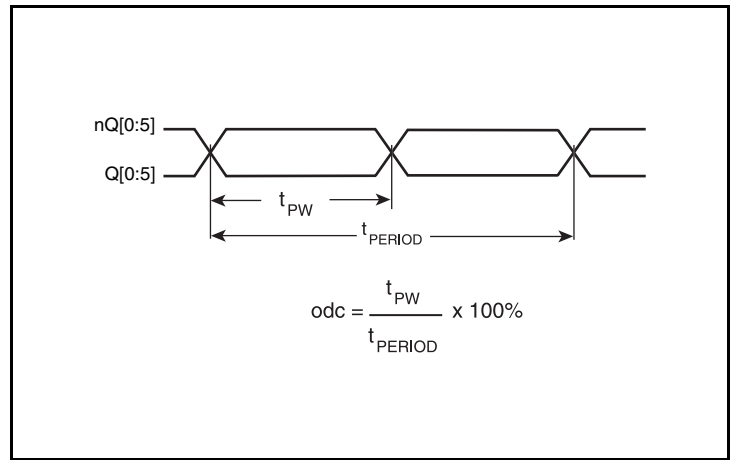 nQ[0:5]
Q[0:5]
tPW
tPERIOD
odc = tPW / tPERIOD x 100%